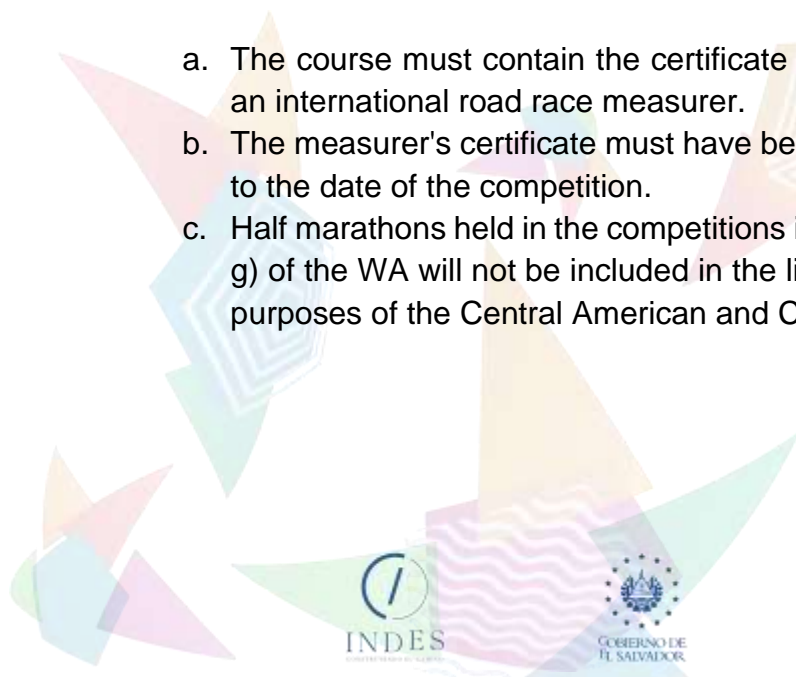 a. The course must contain the certificate
an international road race measurer.
b. The measurer's certificate must have be
to the date of the competition.
c. Half marathons held in the competitions i
g) of the WA will not be included in the li
purposes of the Central American and C
INDES
GOBIERNO DE
EL SALVADOR